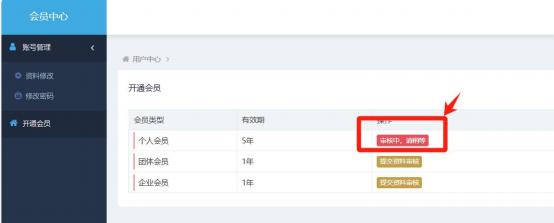 会员中心
账号管理
用户中心
资料修改
开通会员
修改密码
会员类型 有效期 操作
开通会员
个人会员 5年 审核中，请稍等
团体会员 1年 提交资料审核
企业会员 1年 提交资料审核